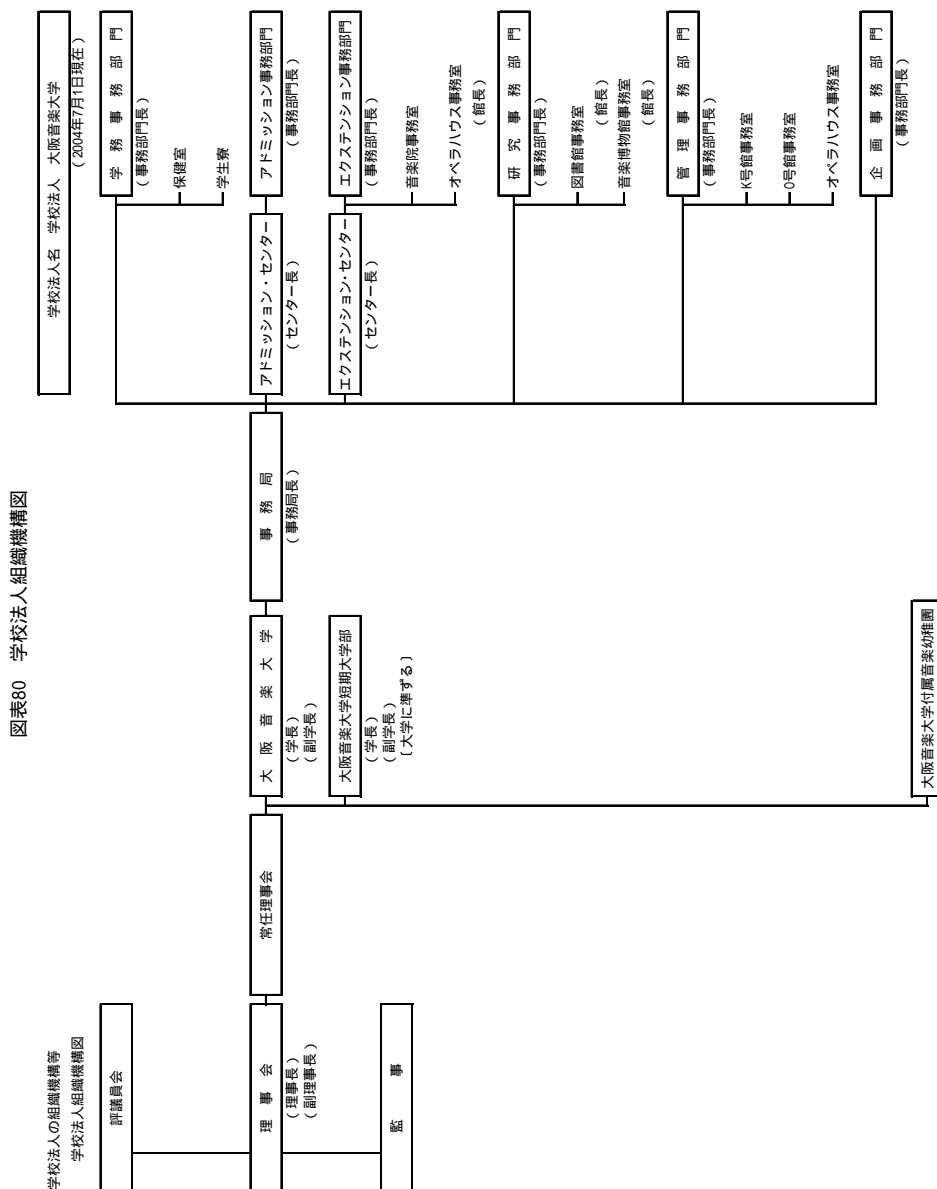 図表80　学校法人組織機構図
学校法人の組織機構等
学校法人組織機構図
学校法人名　学校法人　大阪音楽大学
（2004年7月1日現在）
評議員会
理事会
（理事長）
（副理事長）
監事
常任理事会
大阪音楽大学
（学長）
（副学長）
大阪音楽大学短期大学部
（学長）
（副学長）
〔大学に準ずる〕
大阪音楽大学付属音楽幼稚園
事務局
（事務局長）
学務事務部門
（事務部門長）
保健室
学生寮
アドミッション・センター
（センター長）
アドミッション事務部門
（事務部門長）
エクステンション・センター
（センター長）
エクステンション事務部門
（事務部門長）
音楽院事務室
オペラハウス事務室
（館長）
研究事務部門
（事務部門長）
図書館事務室
（館長）
音楽博物館事務室
（館長）
管理事務部門
（事務部門長）
K号館事務室
O号館事務室
オペラハウス事務室
企画事務部門
（事務部門長）